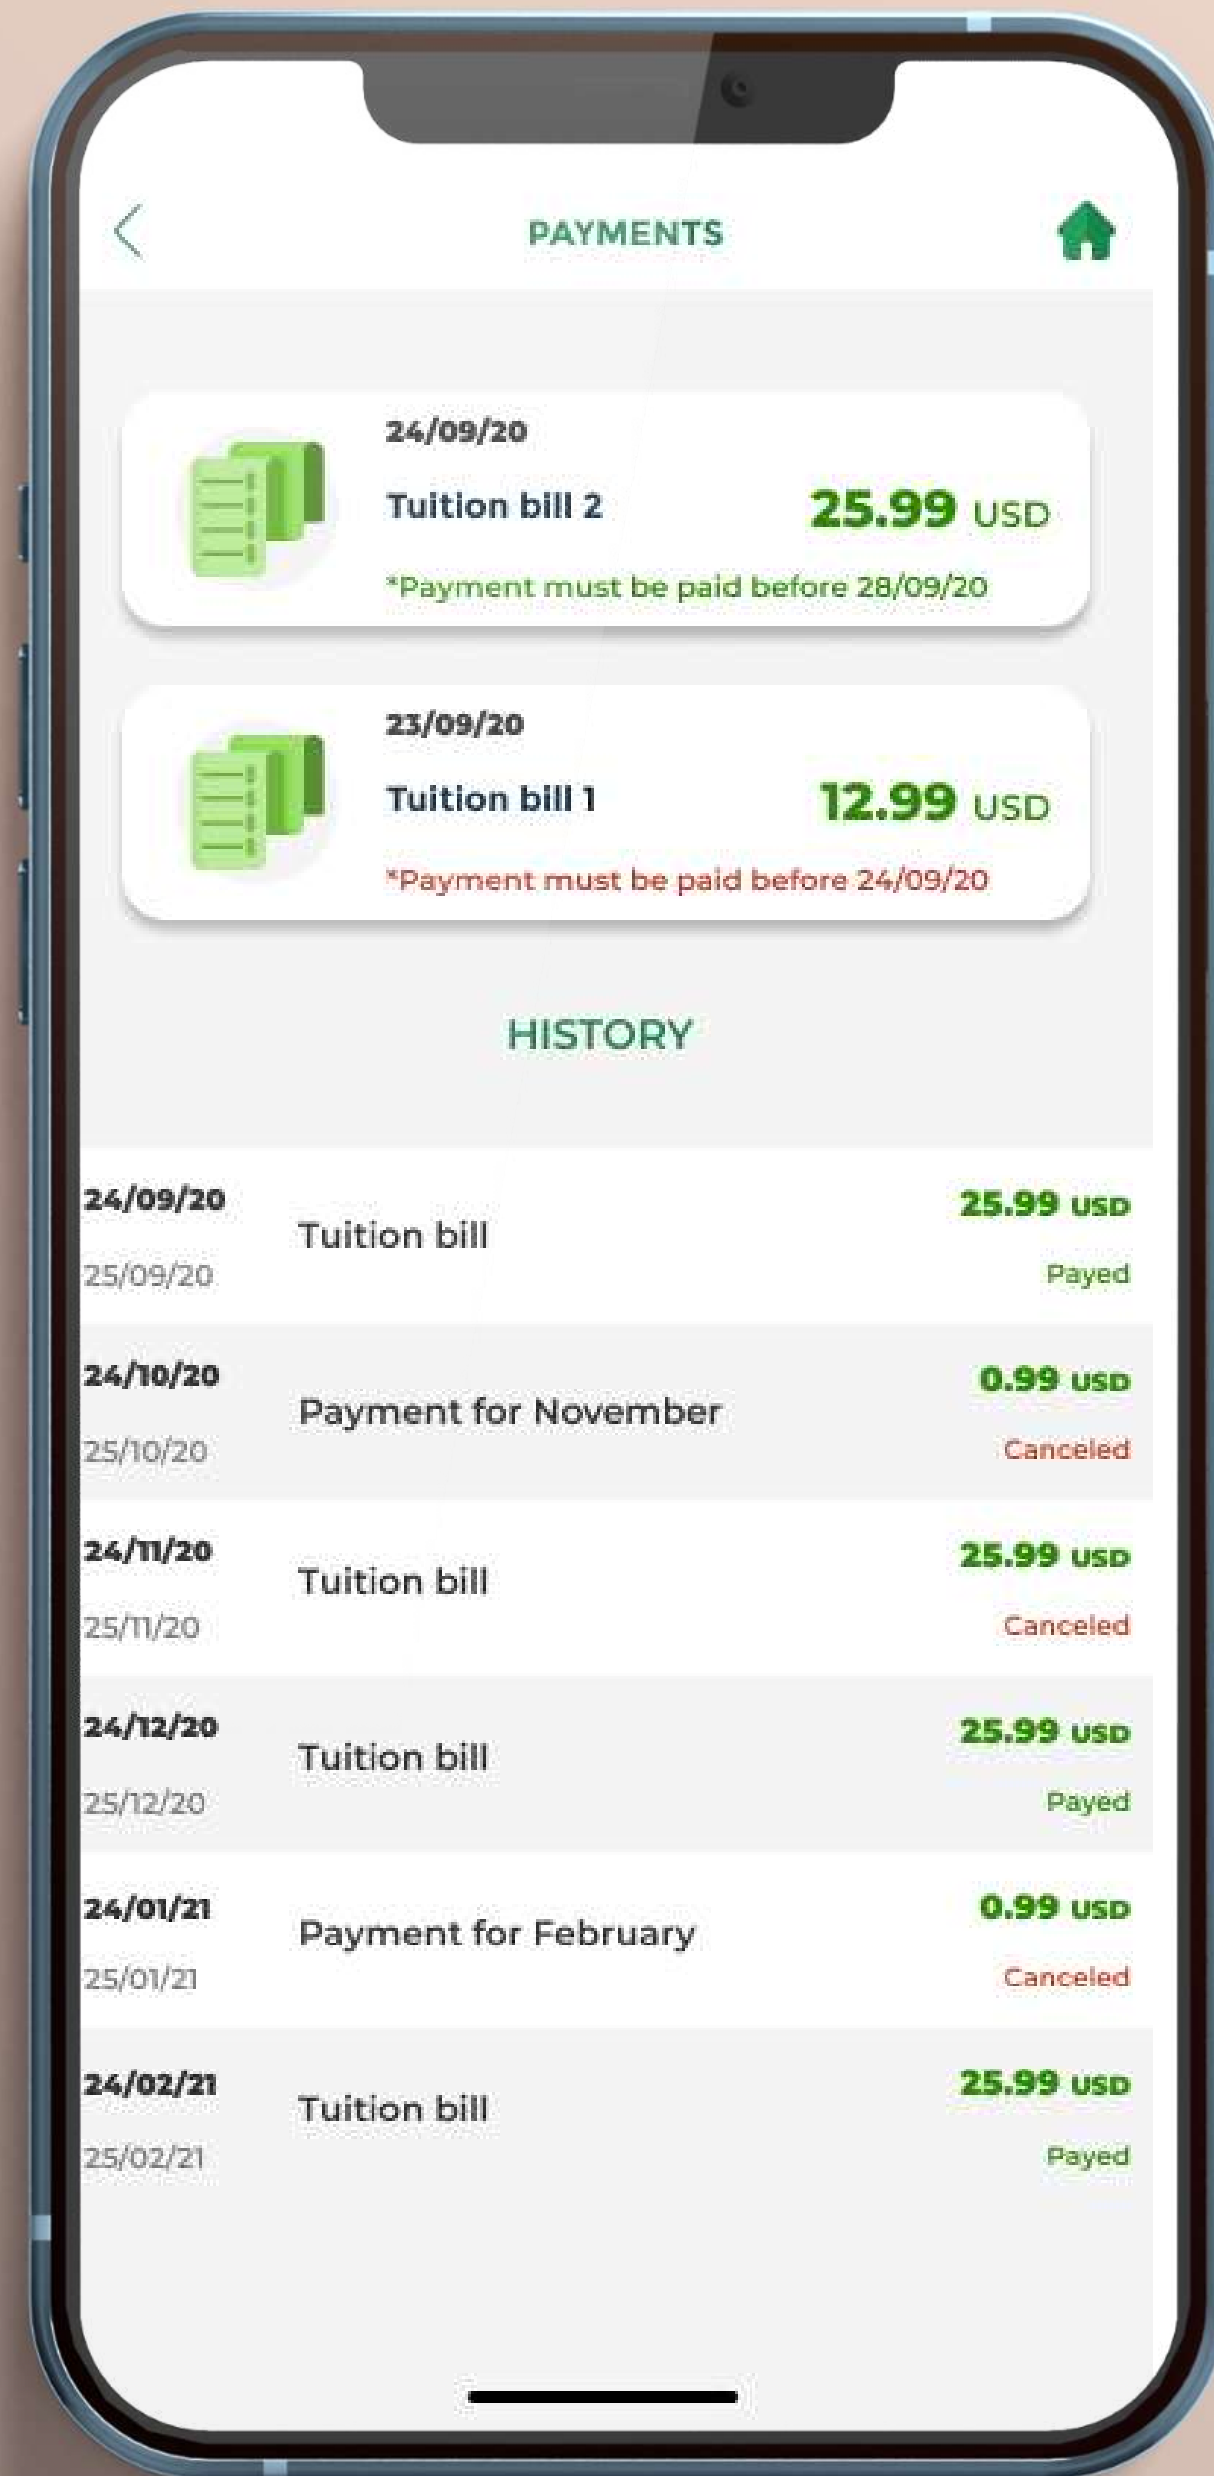 PAYMENTS
24/09/20
Tuition bill 2
25.99 USD
*Payment must be paid before 28/09/20
23/09/20
Tuition bill 1
12.99 USD
*Payment must be paid before 24/09/20
HISTORY
24/09/20
25.99 USD
Tuition bill
25/09/20
Payed
24/10/20
0.99 USD
Payment for November
25/10/20
Canceled
24/11/20
25.99 USD
Tuition bill
25/11/20
Canceled
24/12/20
25.99 USD
Tuition bill
25/12/20
Payed
24/01/21
0.99 USD
Payment for February
25/01/21
Canceled
24/02/21
25.99 USD
Tuition bill
25/02/21
Payed